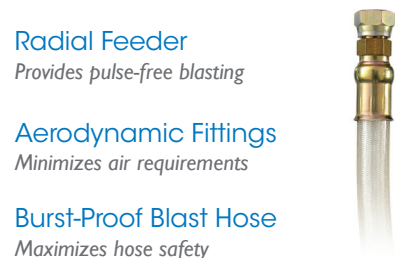 Radial Feeder
Provides pulse-free blasting
Aerodynamic Fittings
Minimizes air requirements
Burst-Proof Blast Hose
Maximizes hose safety